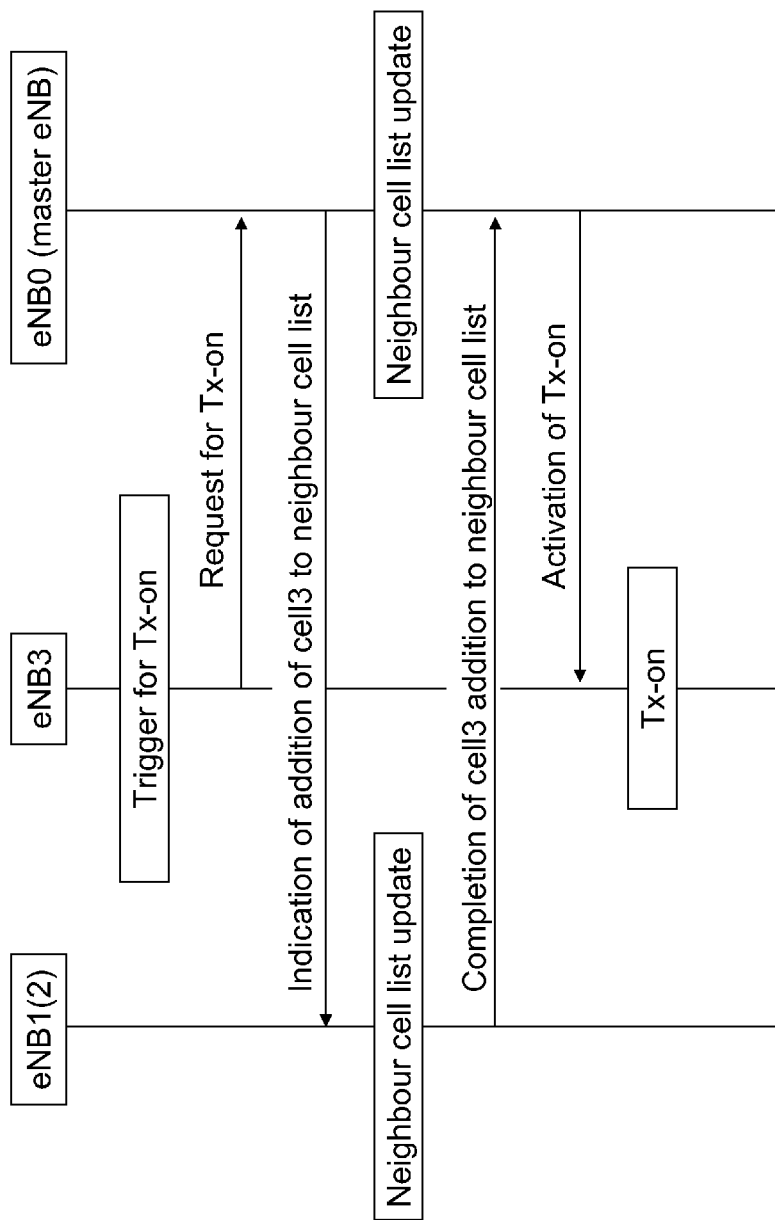 eNB1(2)
eNB3
eNB0 (master eNB)
Trigger for Tx-on
Request for Tx-on
Indication of addition of cell3 to neighbour cell list
Neighbour cell list update
Neighbour cell list update
Completion of cell3 addition to neighbour cell list
Activation of Tx-on
Tx-on